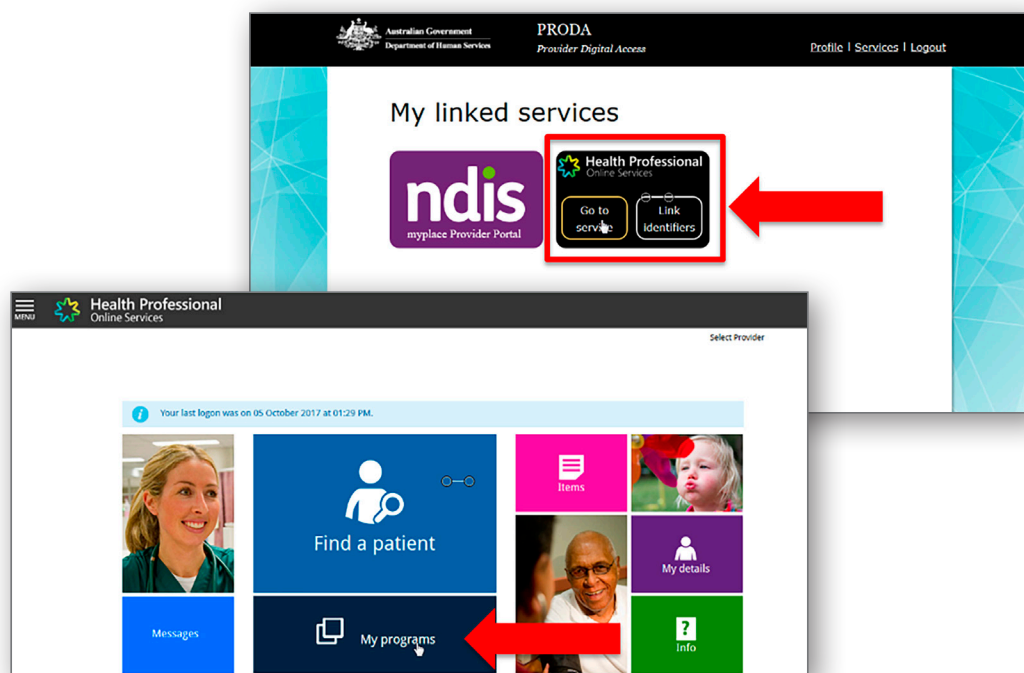 Australian Government
Department of Human Services
PRODA
Provider Digital Access
Profile | Services | Logout
My linked services
ndis
myplace Provider Portal
Health Professional
Online Services
Go to
service
Link
identifiers
MENU
Health Professional
Online Services
Select Provider
i
Your last logon was on 05 October 2017 at 01:29 PM.
Find a patient
Items
My details
Messages
My programs
?
Info